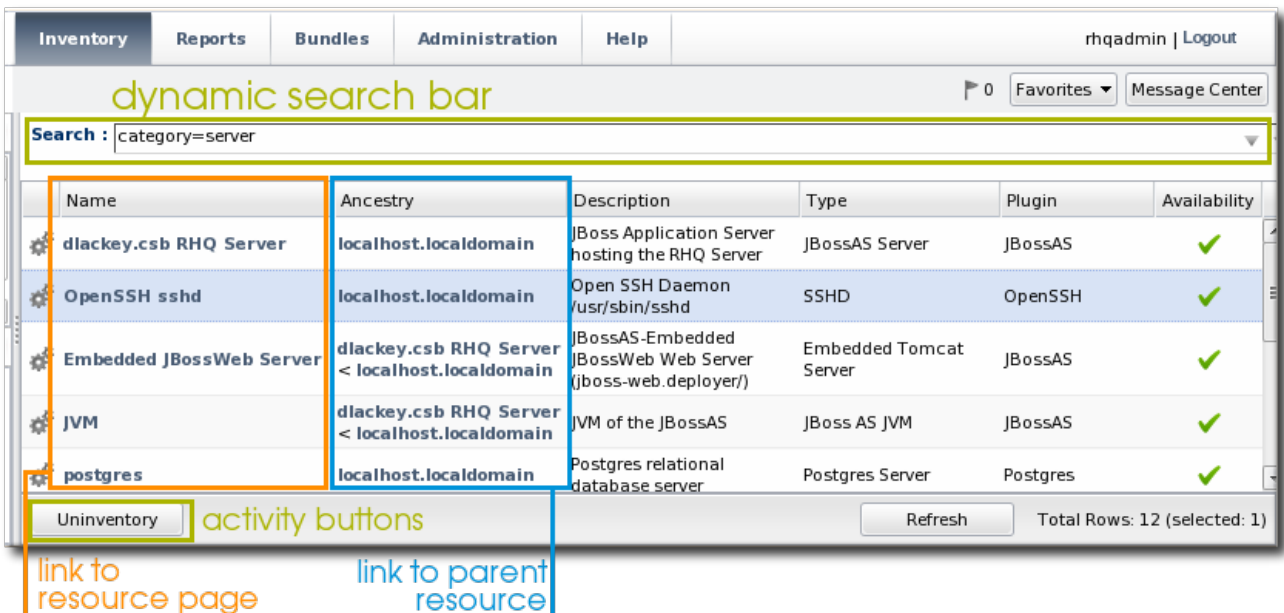 Inventory Reports Bundles Administration Help rhqadmin | Logout
dynamic search bar 0 Favorites Message Center
Search : category=server
Name Ancestry Description Type Plugin Availability
dlackey.csb RHQ Server localhost.localdomain JBoss Application Server hosting the RHQ Server JBossAS Server JBossAS
OpenSSH sshd localhost.localdomain Open SSH Daemon /usr/sbin/sshd SSHD OpenSSH
Embedded JBossWeb Server dlackey.csb RHQ Server < localhost.localdomain JBossAS-Embedded JBossWeb Web Server (jboss-web.deployer/) Embedded Tomcat Server JBossAS
JVM dlackey.csb RHQ Server < localhost.localdomain JVM of the JBossAS JBoss AS JVM JBossAS
postgres localhost.localdomain Postgres relational database server Postgres Server Postgres
Uninventory activity buttons Refresh Total Rows: 12 (selected: 1)
link to resource page
link to parent resource